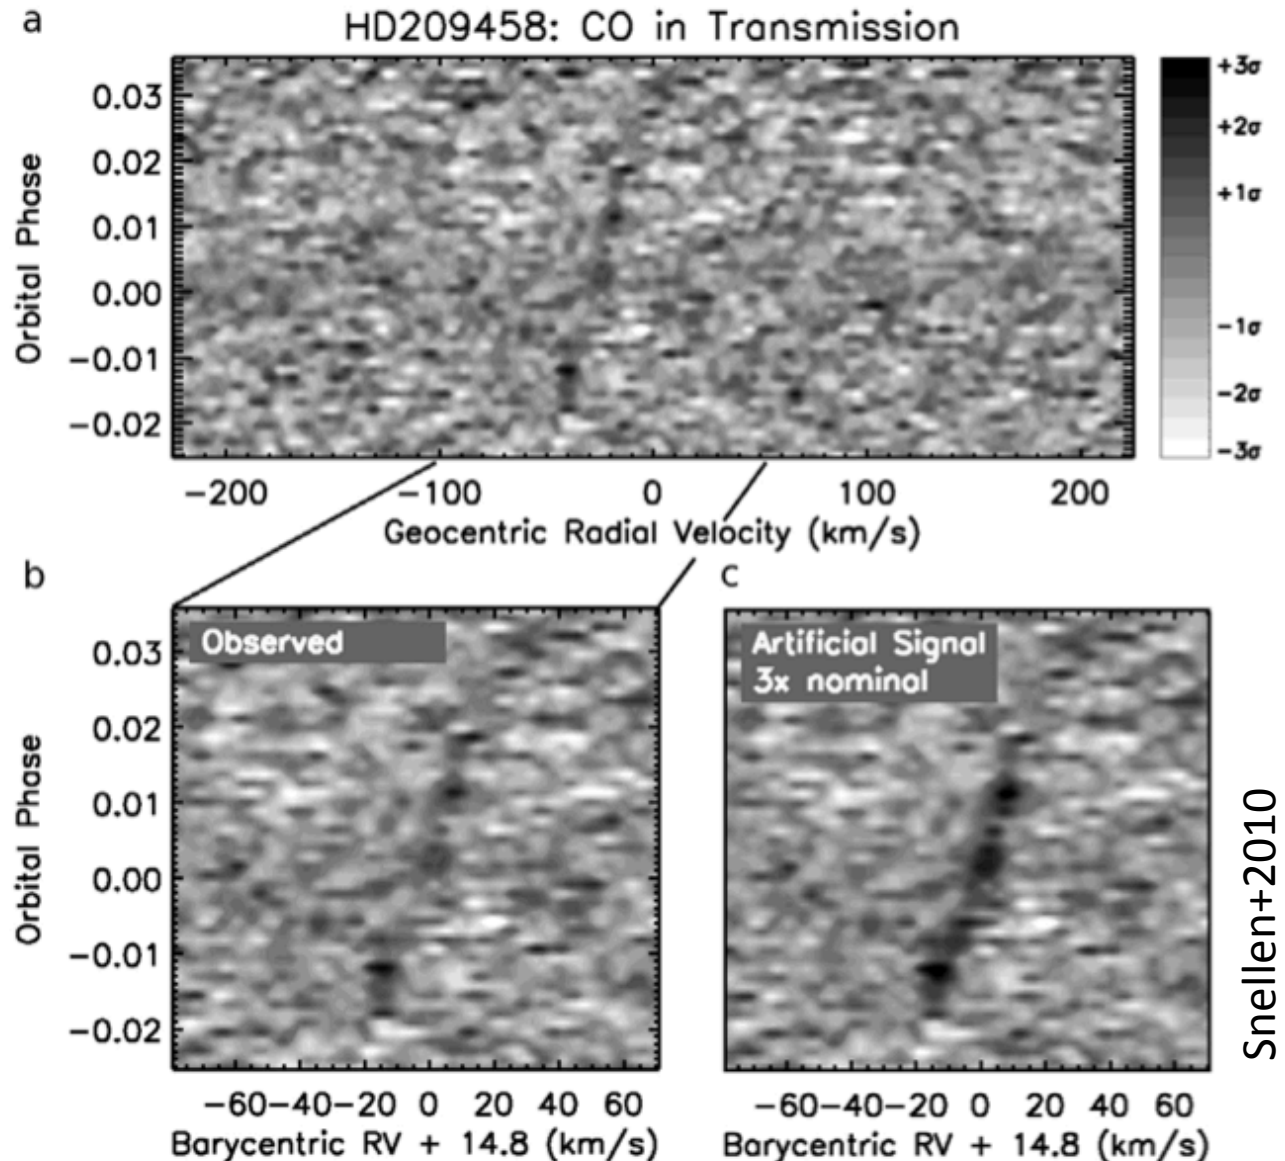 a
HD209458: CO in Transmission
Orbital Phase
0.03
0.02
0.01
0.00
−0.01
−0.02
+3σ
+2σ
+1σ
−1σ
−2σ
−3σ
−200 −100 0 100 200
Geocentric Radial Velocity (km/s)
b
Observed
Orbital Phase
0.03
0.02
0.01
0.00
−0.01
−0.02
−60 −40 −20 0 20 40 60
Barycentric RV + 14.8 (km/s)
c
Artificial Signal
3x nominal
−60 −40 −20 0 20 40 60
Barycentric RV + 14.8 (km/s)
Snellen+2010